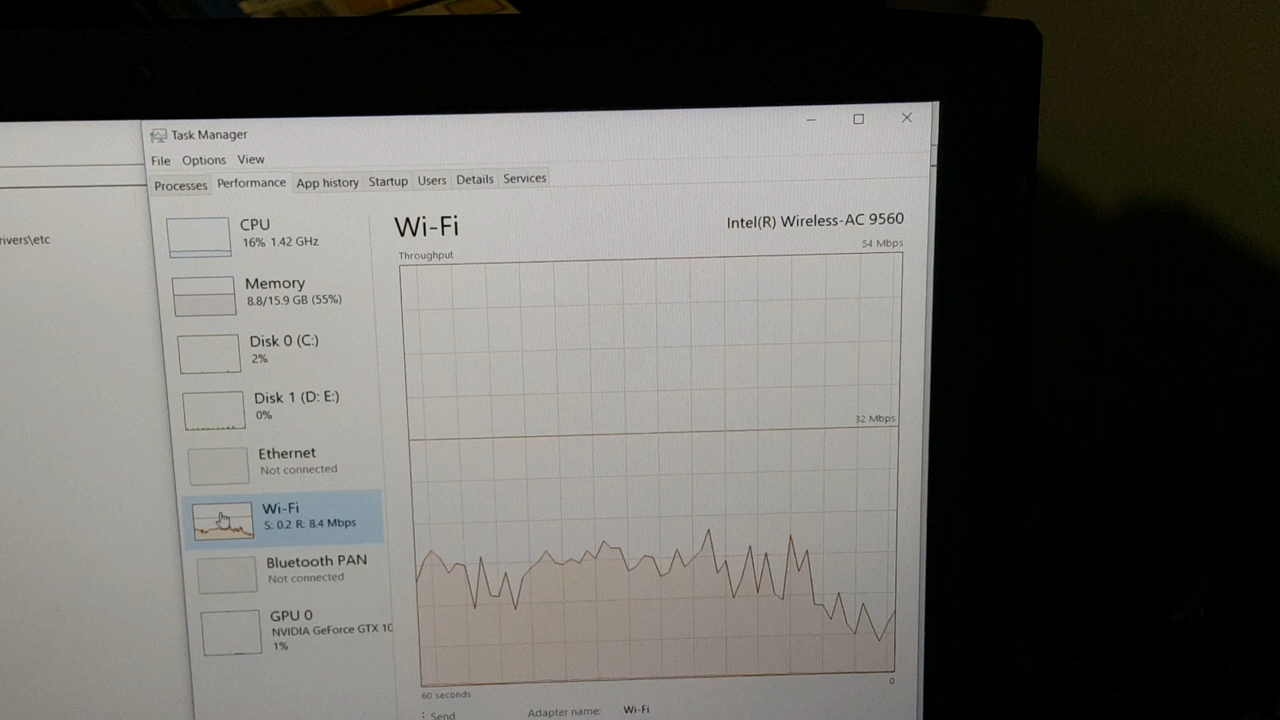 Task Manager
File Options View
Processes Performance App history Startup Users Details Services
rivers\etc
CPU
16% 1.42 GHz
Memory
8.8/15.9 GB (55%)
Disk 0 (C:)
2%
Disk 1 (D: E:)
0%
Ethernet
Not connected
Wi-Fi
S: 0.2 R: 8.4 Mbps
Bluetooth PAN
Not connected
GPU 0
NVIDIA GeForce GTX 10
1%
Wi-Fi
Intel(R) Wireless-AC 9560
Throughput
54 Mbps
32 Mbps
60 seconds
0
Send
Adapter name: Wi-Fi